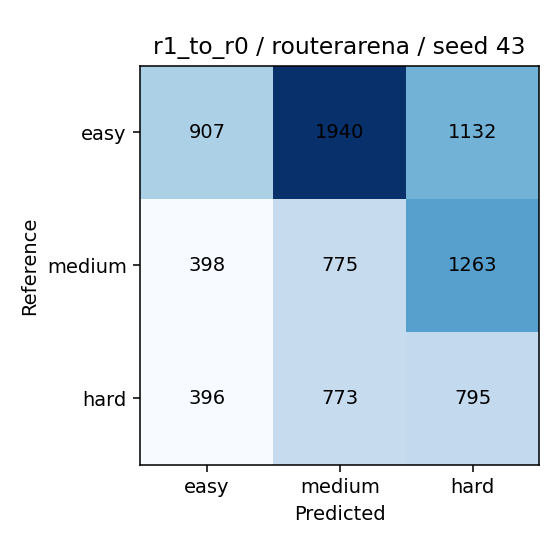 r1_to_r0 / routerarena / seed 43
easy 907 1940 1132
medium 398 775 1263
hard 396 773 795
easy medium hard
Predicted
Reference